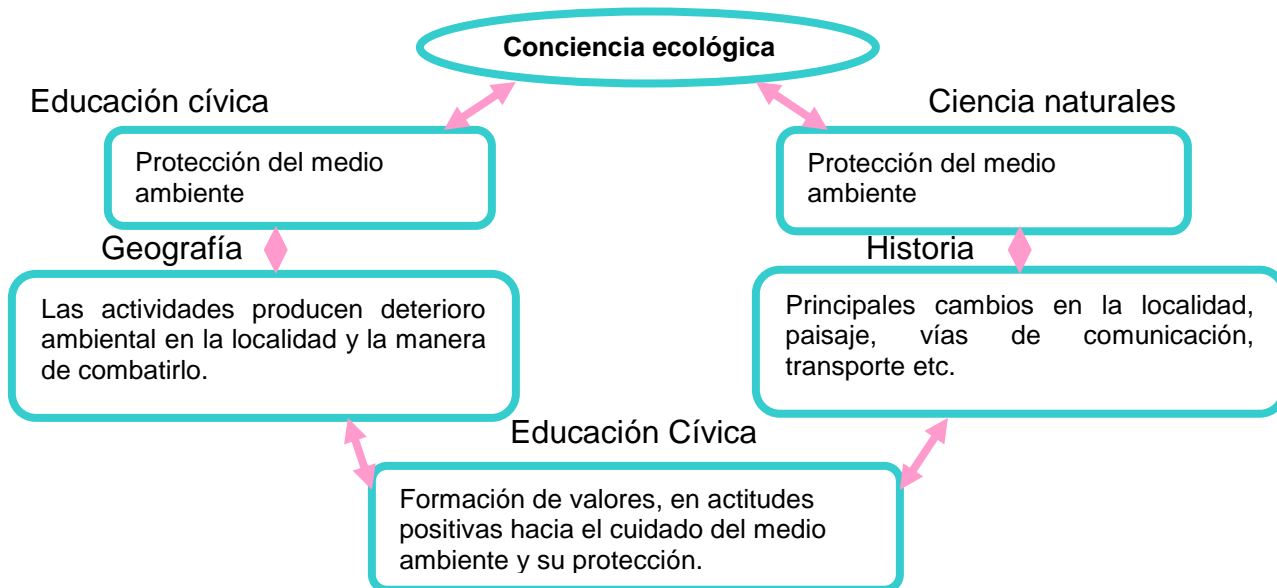 Conciencia ecológica
Educación cívica
Ciencia naturales
Protección del medio
ambiente
Protección del medio
ambiente
Geografía
Historia
Las actividades producen deterioro
ambiental en la localidad y la manera
de combatirlo.
Principales cambios en la localidad,
paisaje, vías de comunicación,
transporte etc.
Educación Cívica
Formación de valores, en actitudes
positivas hacia el cuidado del medio
ambiente y su protección.